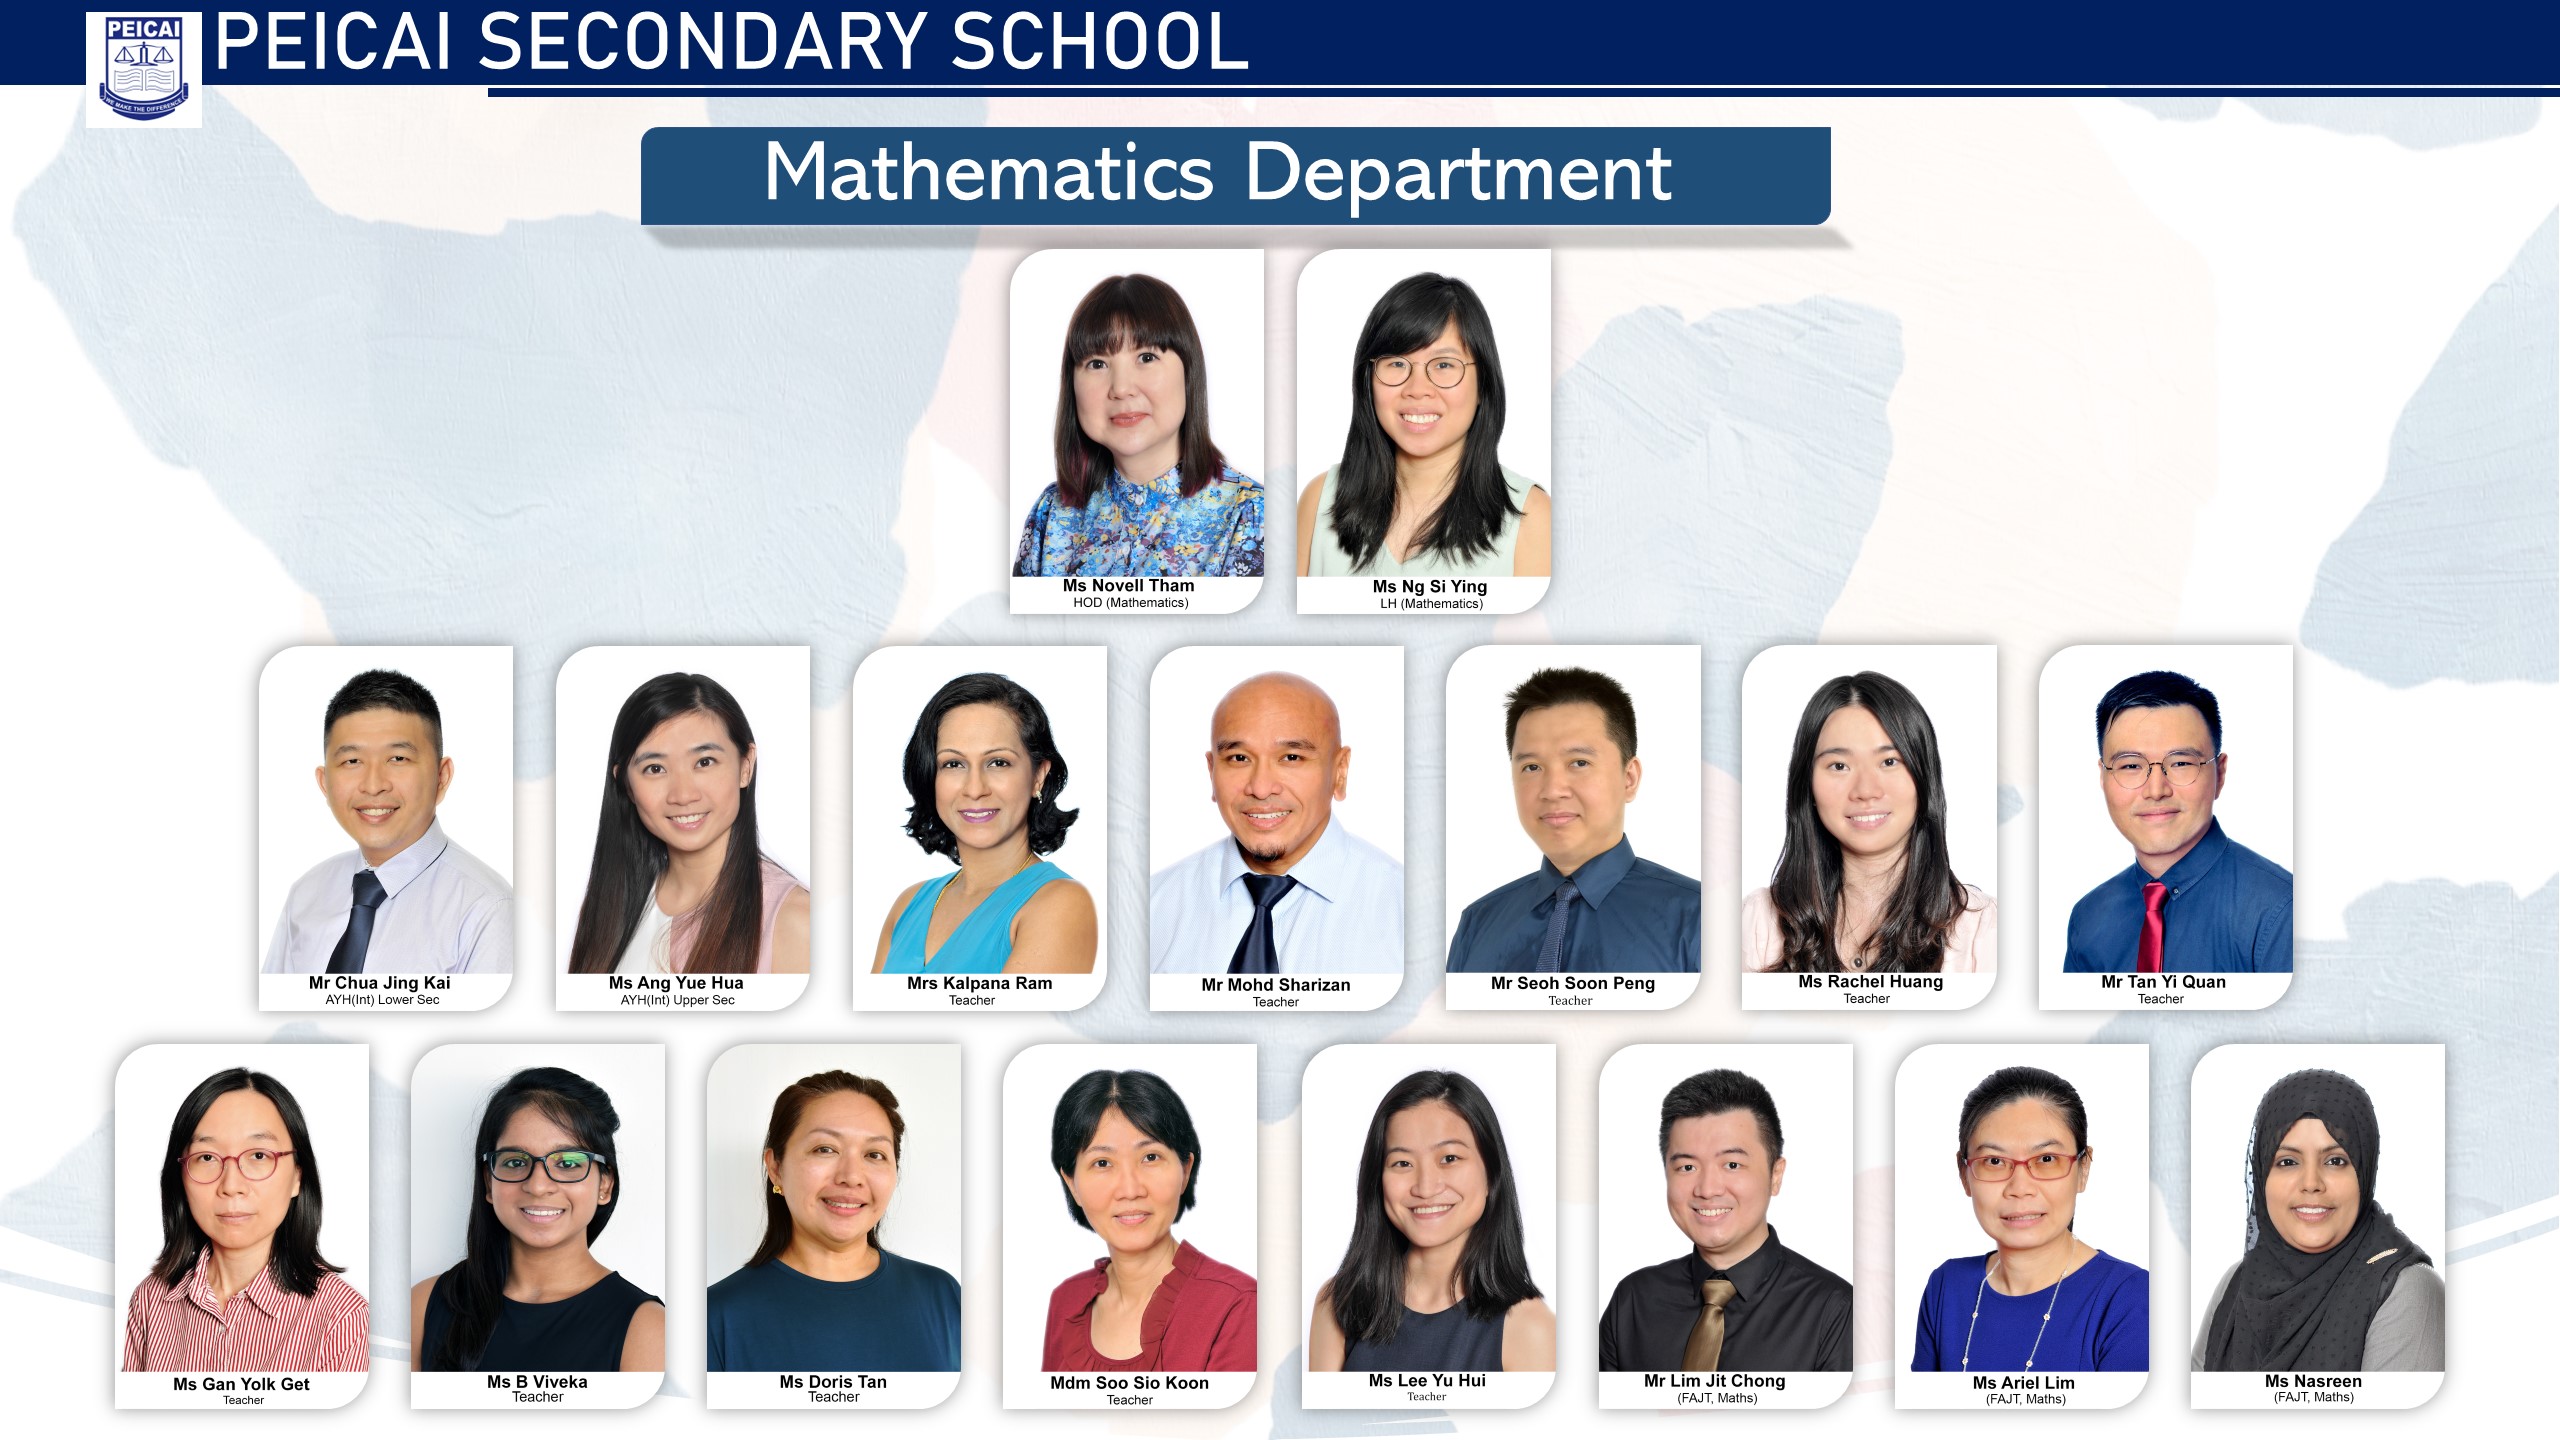 PEICAI
WE MAKE THE DIFFERENCE
PEICAI SECONDARY SCHOOL
Mathematics Department
Ms Novell Tham
HOD (Mathematics)
Ms Ng Si Ying
LH (Mathematics)
Mr Chua Jing Kai
AYH(Int) Lower Sec
Ms Ang Yue Hua
AYH(Int) Upper Sec
Mrs Kalpana Ram
Teacher
Mr Mohd Sharizan
Teacher
Mr Seoh Soon Peng
Teacher
Ms Rachel Huang
Teacher
Mr Tan Yi Quan
Teacher
Ms Gan Yolk Get
Teacher
Ms B Viveka
Teacher
Ms Doris Tan
Teacher
Mdm Soo Sio Koon
Teacher
Ms Lee Yu Hui
Teacher
Mr Lim Jit Chong
(FAJT, Maths)
Ms Ariel Lim
(FAJT, Maths)
Ms Nasreen
(FAJT, Maths)